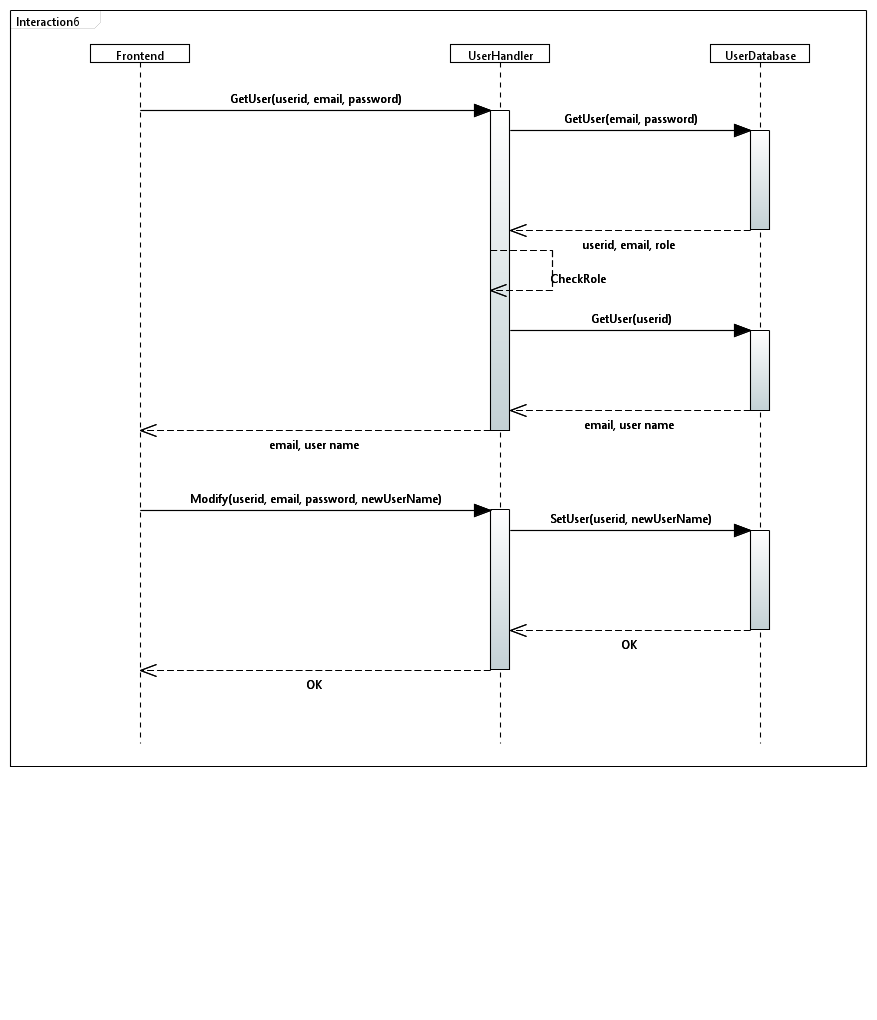 Interaction6
Frontend
UserHandler
UserDatabase
GetUser(userid, email, password)
GetUser(email, password)
userid, email, role
CheckRole
GetUser(userid)
email, user name
email, user name
Modify(userid, email, password, newUserName)
SetUser(userid, newUserName)
OK
OK